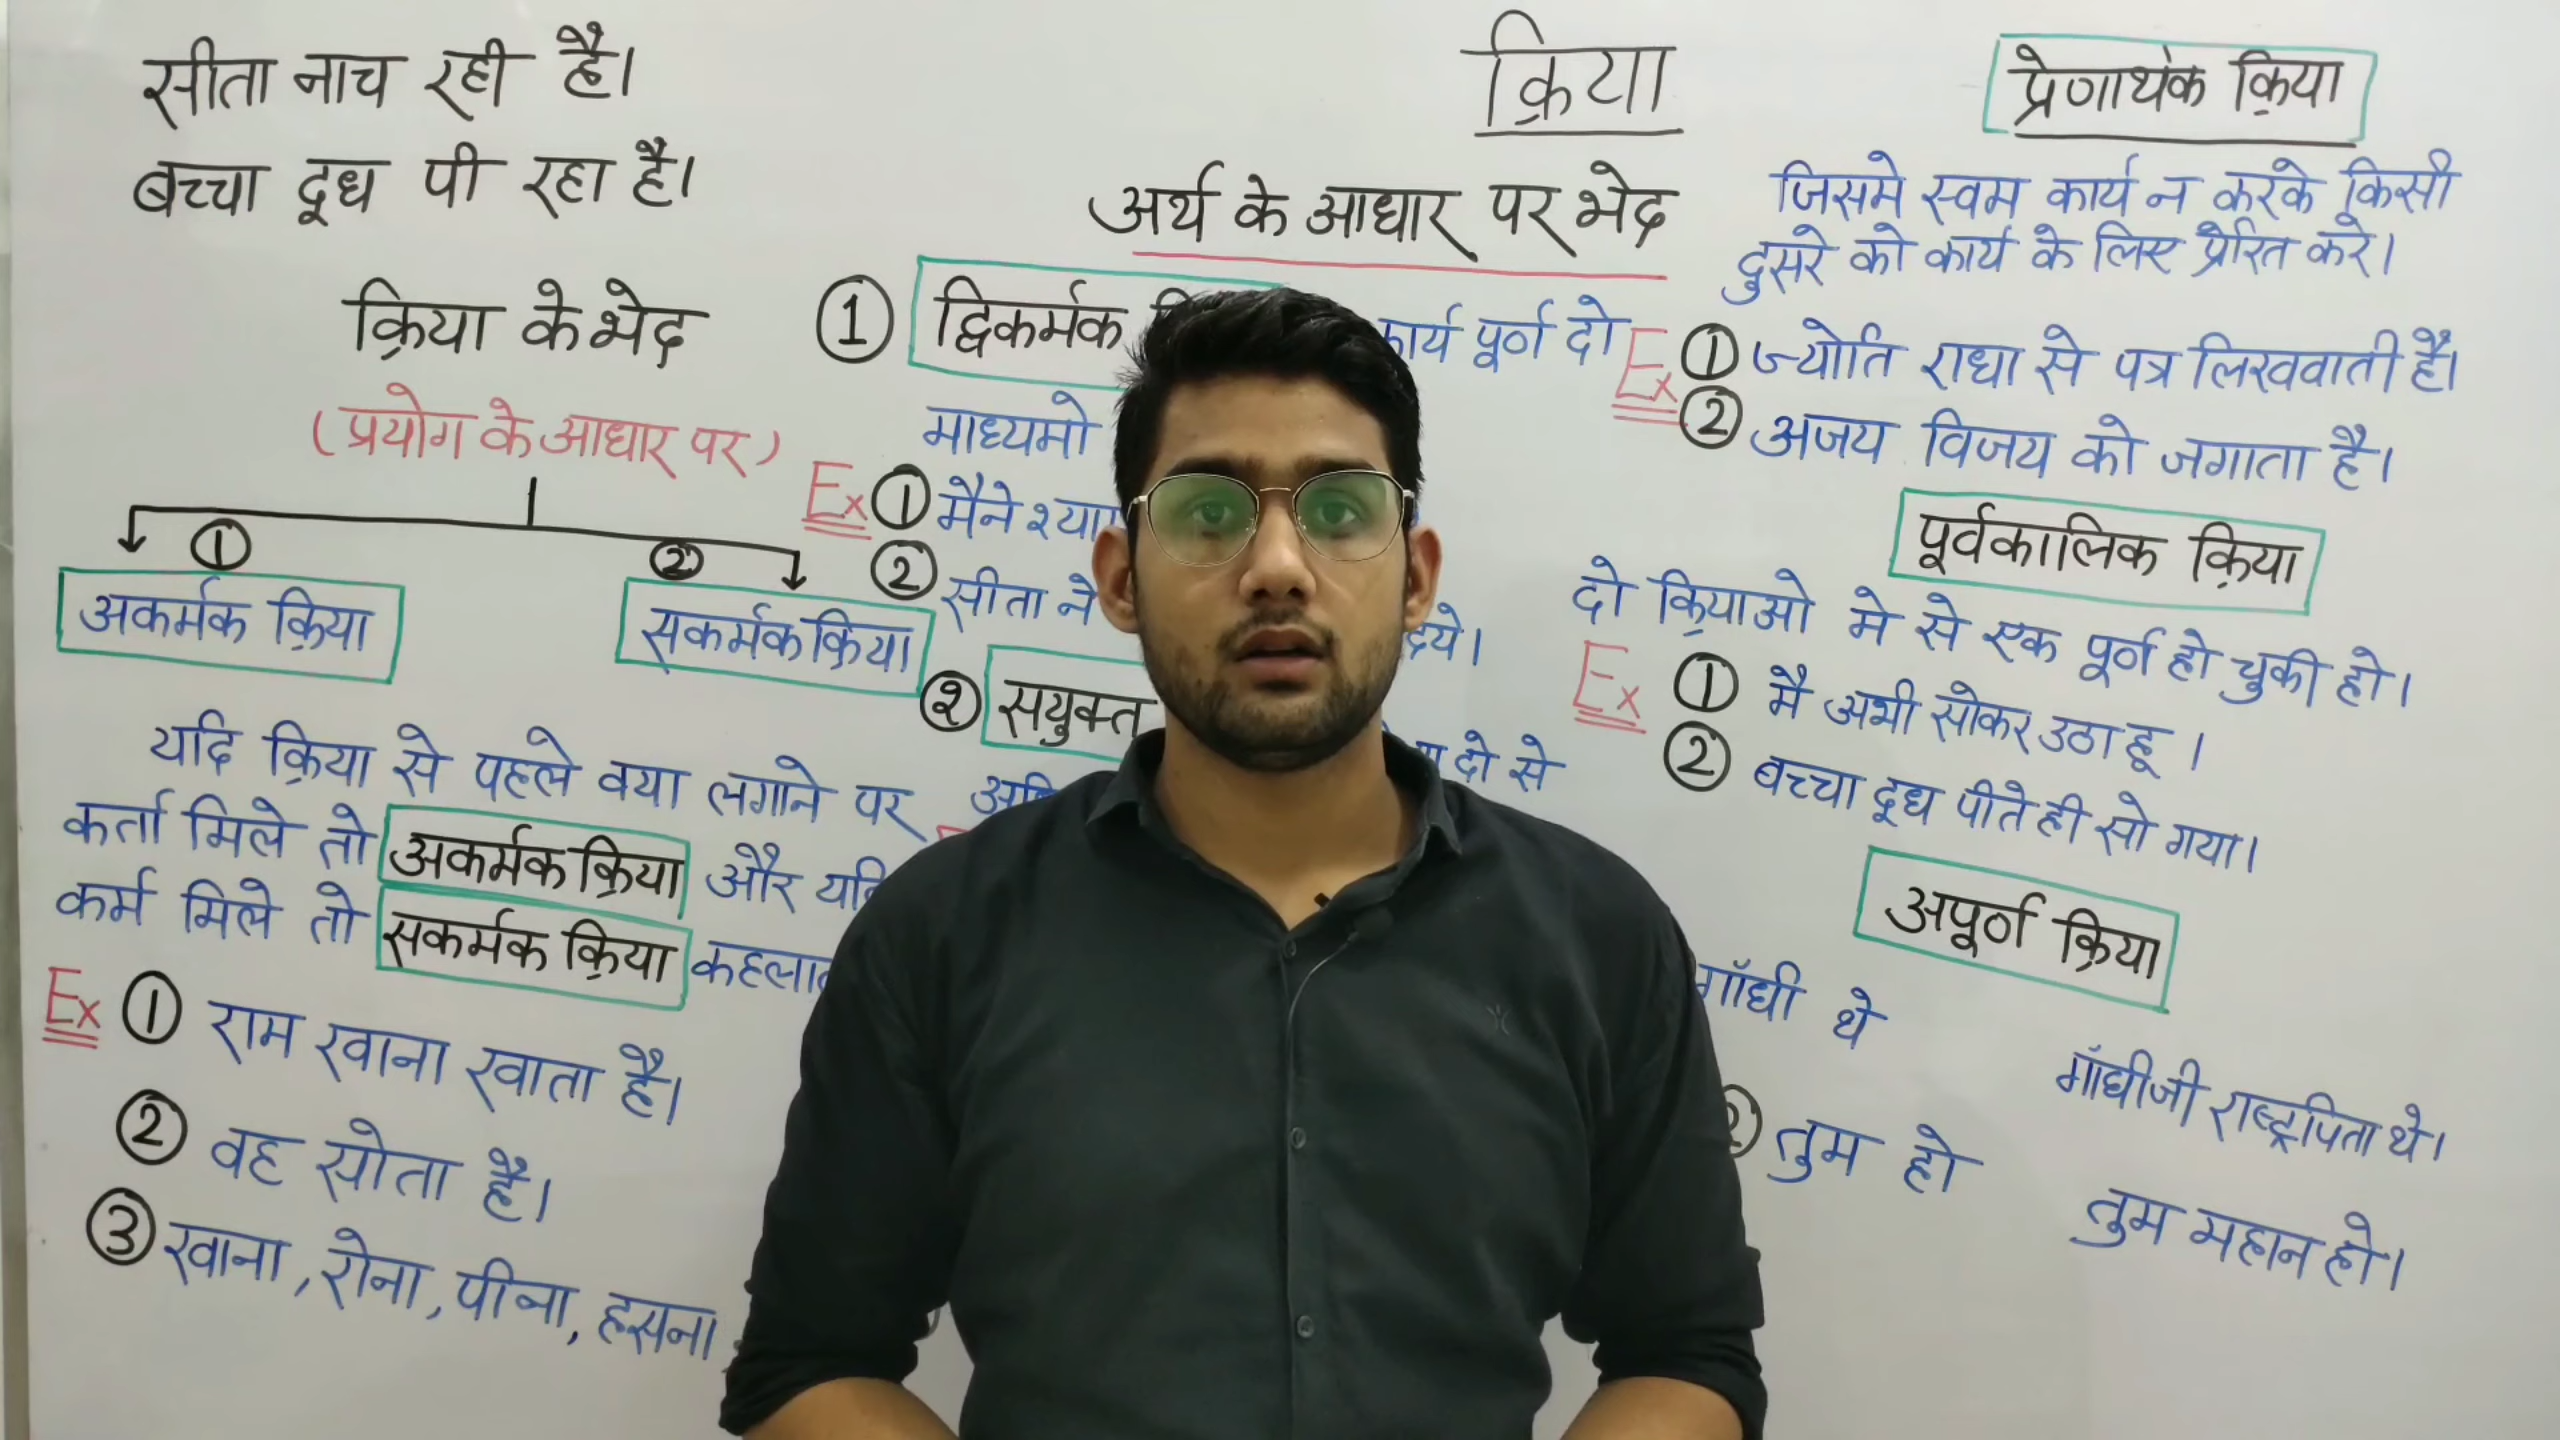 सीता नाच रही है।
बच्चा दूध पी रहा है।
क्रिया के भेद
(प्रयोग के आधार पर)
①
②
अकर्मक क्रिया
सकर्मक क्रिया
यदि क्रिया से पहले क्या लगाने पर
कर्ता मिले तो अकर्मक क्रिया और
कर्म मिले तो सकर्मक क्रिया
Ex ① राम खाना खाता है।
② वह सोता है।
③ खाना, रोना, पीना, हसना
क्रिया
अर्थ के आधार पर भेद
① द्विकर्मक कार्य पूर्ण दो
माध्यमो
Ex ① मैने
② सीता ने
② सयुक्त
दो से
प्रेणार्थक क्रिया
जिसमे स्वम कार्य न करके किसी
दुसरे को कार्य के लिए प्रेरित करे।
Ex ① ज्योति राधा से पत्र लिखवाती है।
② अजय विजय को जगाता है।
पूर्वकालिक क्रिया
दो क्रियाओ मे से एक पूर्ण हो चुकी हो।
Ex ① मै अभी सोकर उठा हू।
② बच्चा दूध पीते ही सो गया।
अपूर्ण क्रिया
गाँधी थे
गाँधीजी राष्ट्रपिता थे।
② तुम हो
तुम महान हो।